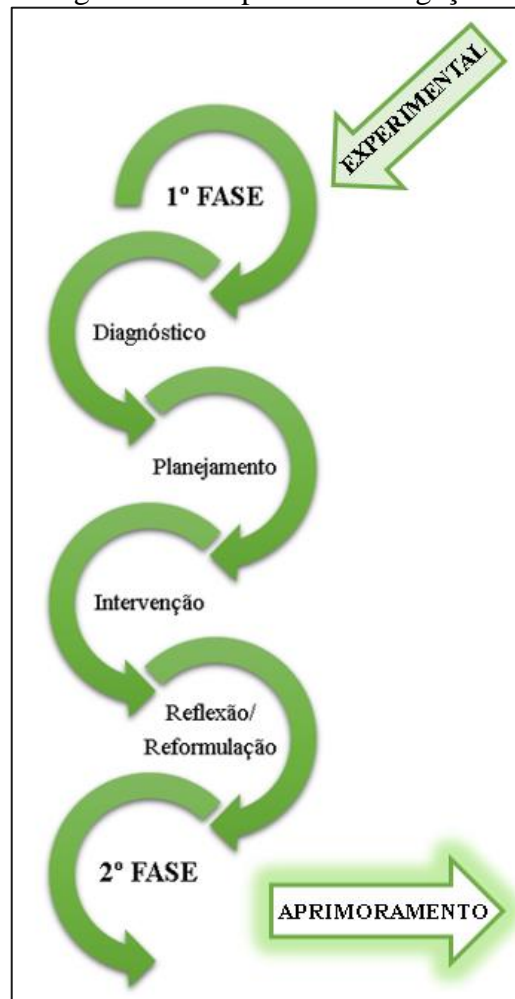 EXPERIMENTAL
1º FASE
Diagnóstico
Planejamento
Intervenção
Reflexão/
Reformulação
2º FASE
APRIMORAMENTO